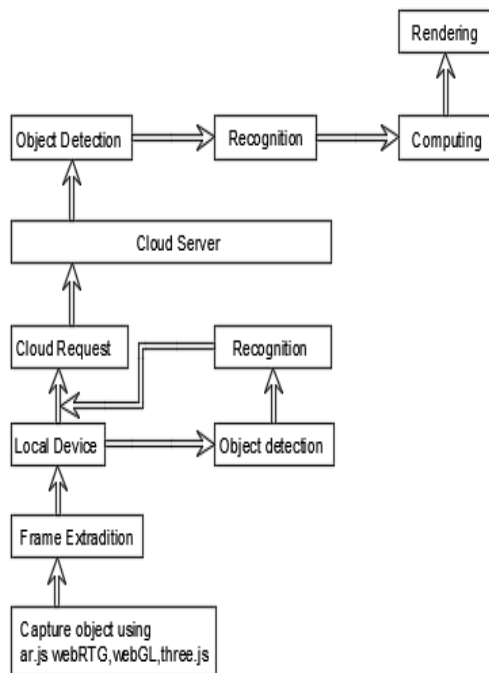 Rendering
Object Detection
Recognition
Computing
Cloud Server
Cloud Request
Recognition
Local Device
Object detection
Frame Extradition
Capture object using
ar.js webRTG,webGL,three.js